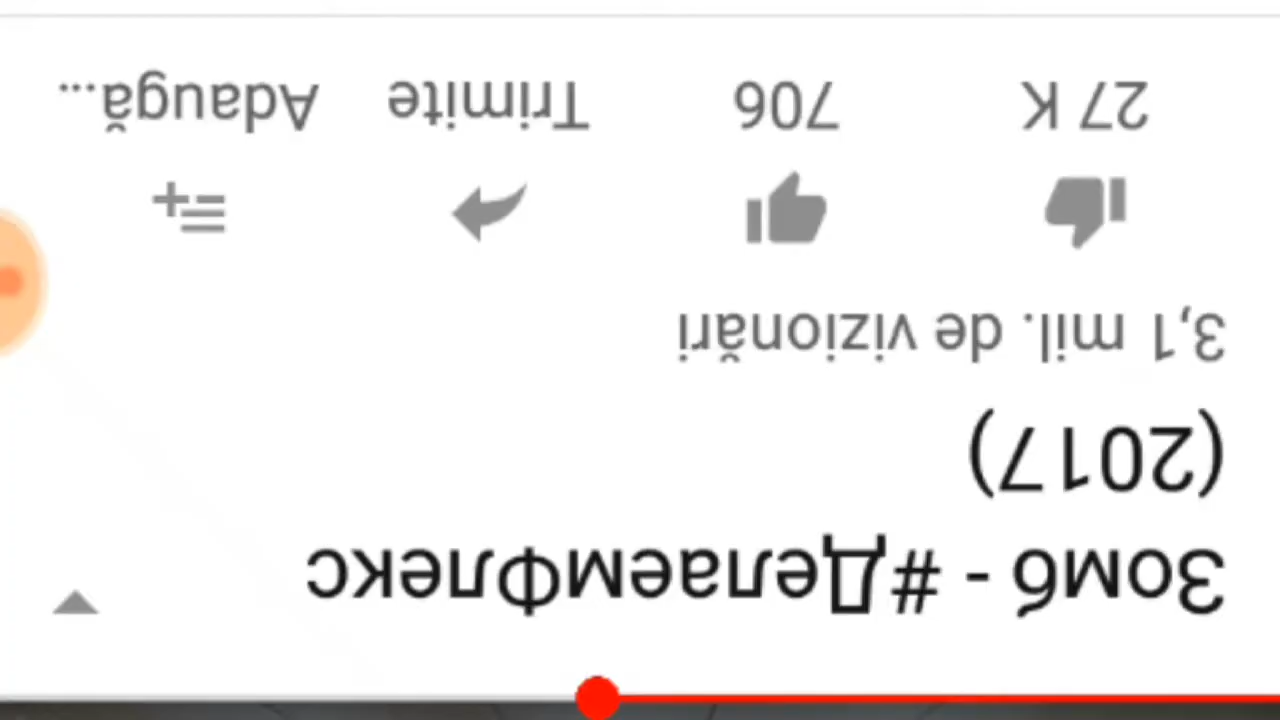 Зомб - #ДелаемФлекс
(2017)
3,1 mil. de vizionări
27 K 706 Trimite Adaugă...